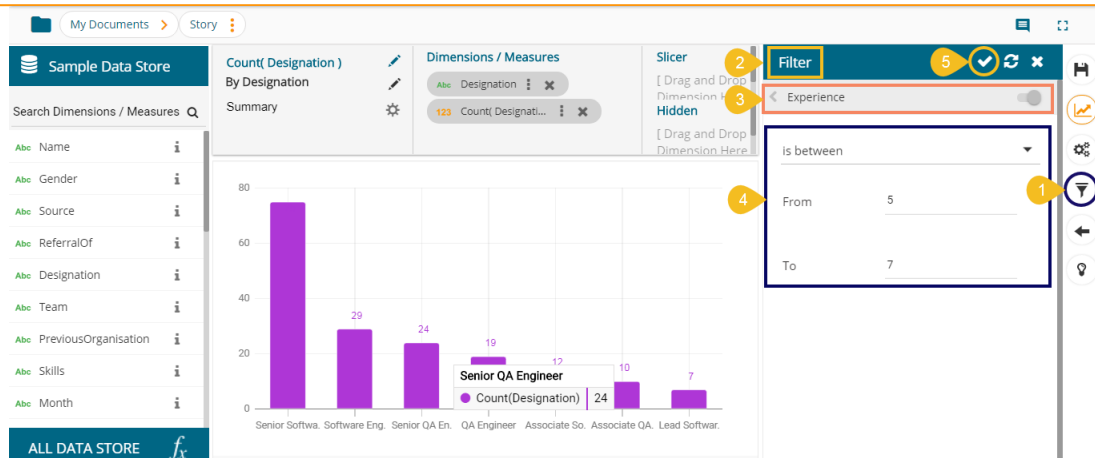 My Documents
Story
Sample Data Store
Search Dimensions / Measures
Abc Name i
Abc Gender i
Abc Source i
Abc ReferralOf i
Abc Designation i
Abc Team i
Abc PreviousOrganisation i
Abc Skills i
Abc Month i
ALL DATA STORE fx
Count( Designation )
By Designation
Summary
Dimensions / Measures
Abc Designation
123 Count( Designati...
Slicer
[ Drag and Drop
Dimension
Hidden
[ Drag and Drop
Dimension Here
80
60
40
20
0
29
24
19
12
10
7
Senior QA Engineer
Count(Designation) 24
Senior Softwa.
Software Eng.
Senior QA En.
QA Engineer
Associate So.
Associate QA.
Lead Softwar.
2
Filter
5
3
Experience
is between
4
From 5
To 7
1